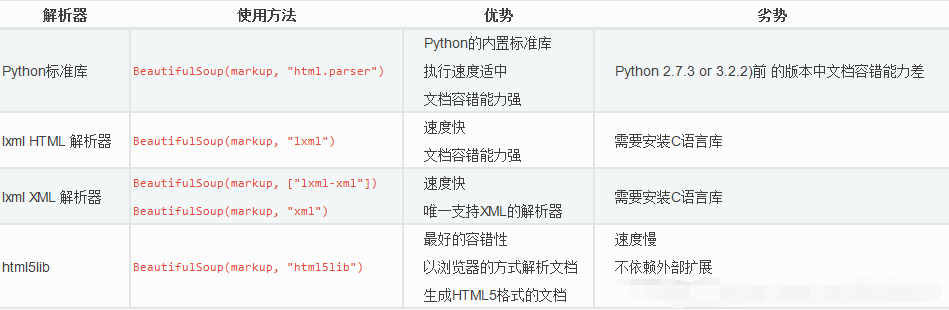 解析器 使用方法 优势 劣势
Python标准库 BeautifulSoup(markup, "html.parser") Python的内置标准库
执行速度适中
文档容错能力强 Python 2.7.3 or 3.2.2)前 的版本中文档容错能力差
lxml HTML 解析器 BeautifulSoup(markup, "lxml") 速度快
文档容错能力强 需要安装C语言库
lxml XML 解析器 BeautifulSoup(markup, ["lxml-xml"])
BeautifulSoup(markup, "xml") 速度快
唯一支持XML的解析器 需要安装C语言库
html5lib BeautifulSoup(markup, "html5lib") 最好的容错性
以浏览器的方式解析文档
生成HTML5格式的文档 速度慢
不依赖外部扩展